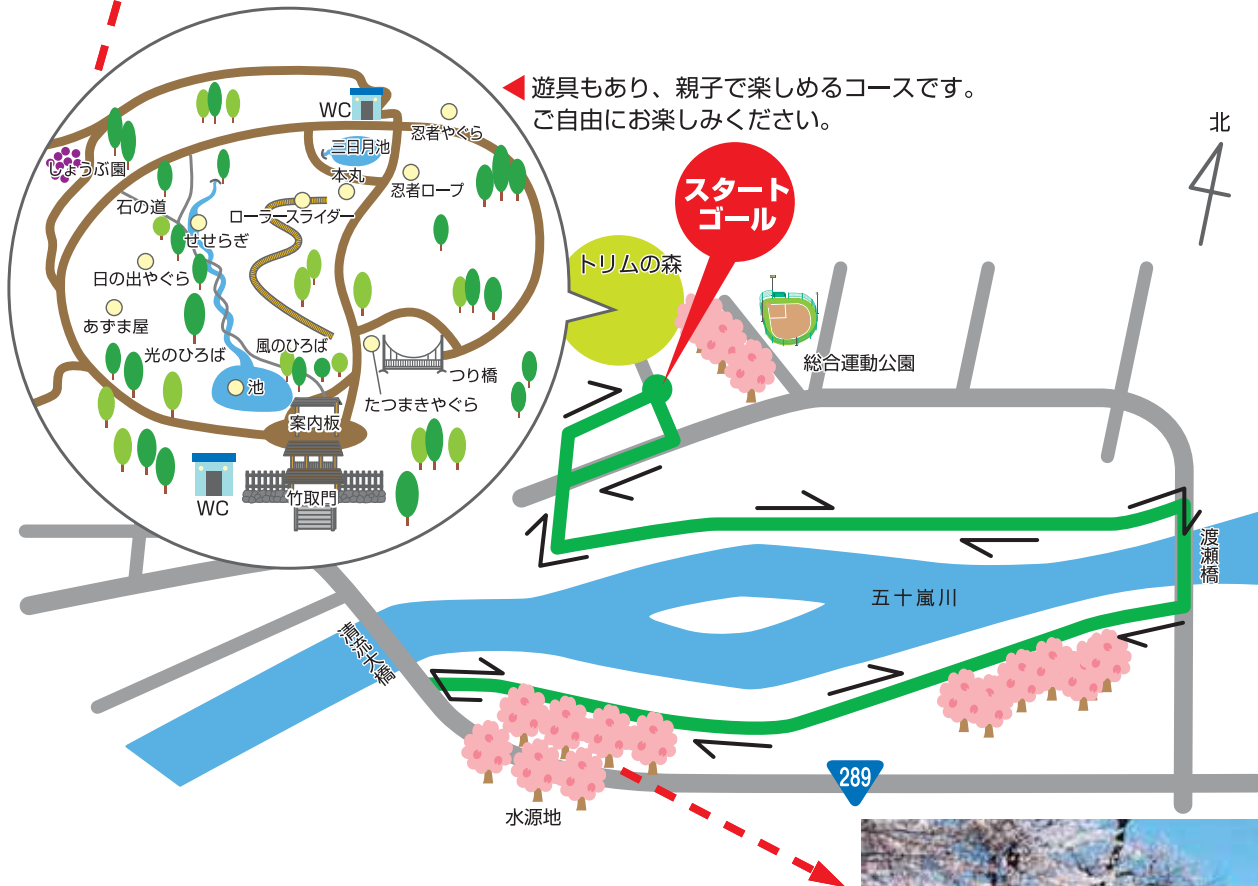 遊具もあり、親子で楽しめるコースです。
ご自由にお楽しみください。
北
WC
忍者やぐら
三日月池
しょうぶ園
本丸
忍者ロープ
石の道
ローラースライダー
せせらぎ
日の出やぐら
あずま屋
光のひろば
風のひろば
つり橋
池
たつまきやぐら
案内板
WC
竹取門
スタート
ゴール
トリムの森
総合運動公園
渡瀬橋
五十嵐川
清流大橋
289
水源地